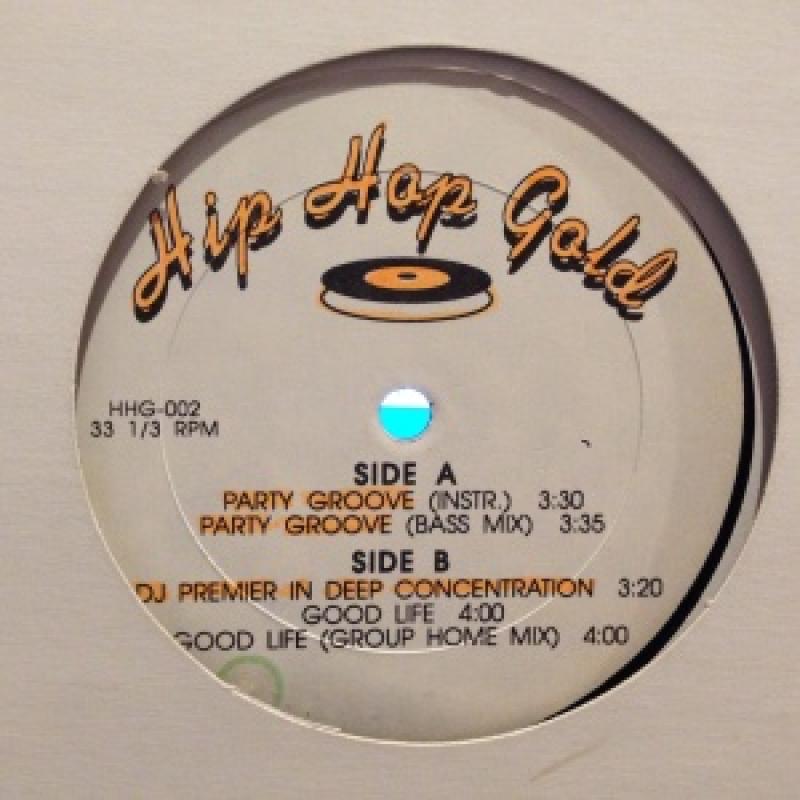 Hip Hop Gold
HHG-002
33 1/3 RPM
SIDE A
PARTY GROOVE (INSTR.) 3:30
PARTY GROOVE (BASS MIX) 3:35
SIDE B
DJ PREMIER IN DEEP CONCENTRATION 3:20
GOOD LIFE 4:00
GOOD LIFE (GROUP HOME MIX) 4:00